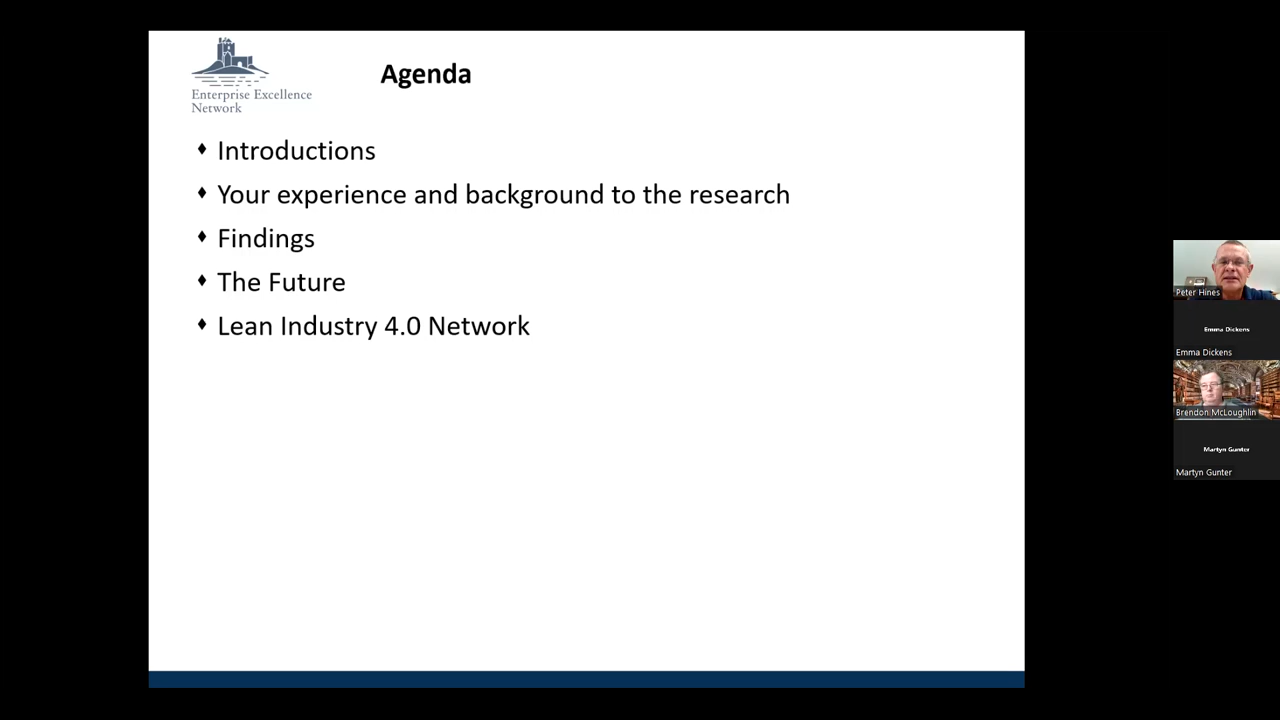 Enterprise Excellence
Network
Agenda
Introductions
Your experience and background to the research
Findings
The Future
Lean Industry 4.0 Network
Peter Hines
Emma Dickens
Emma Dickens
Brendon McLoughlin
Martyn Gunter
Martyn Gunter